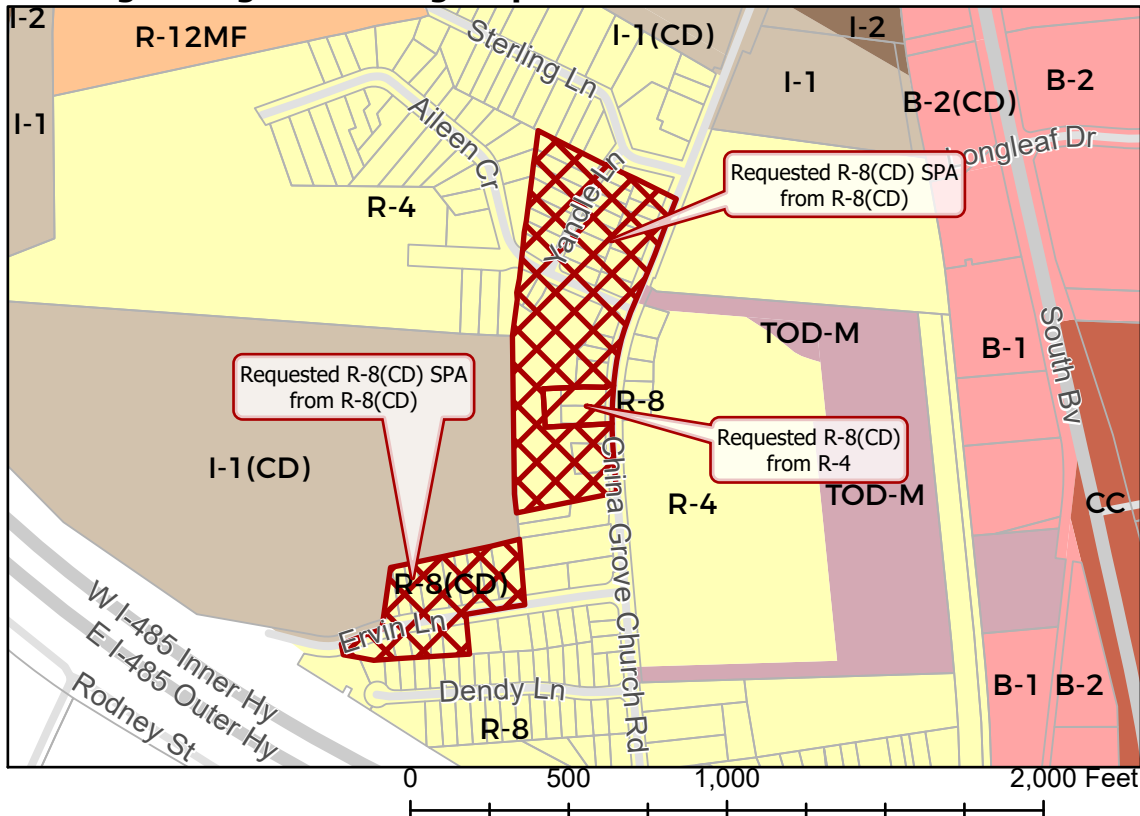 I-2
R-12MF
I-1(CD)
I-2
B-2
Sterling Ln
I-1
B-2(CD)
I-1
Aileen Cr
Longleaf Dr
Yandle Ln
Requested R-8(CD) SPA
from R-8(CD)
R-4
TOD-M
B-1
South Bv
Requested R-8(CD) SPA
from R-8(CD)
R-8
Requested R-8(CD)
from R-4
I-1(CD)
China Grove Church Rd
R-4
TOD-M
CC
R-8(CD)
Ervin Ln
W I-485 Inner Hy
E I-485 Outer Hy
Rodney St
Dendy Ln
R-8
B-1
B-2
0 500 1,000 2,000 Feet